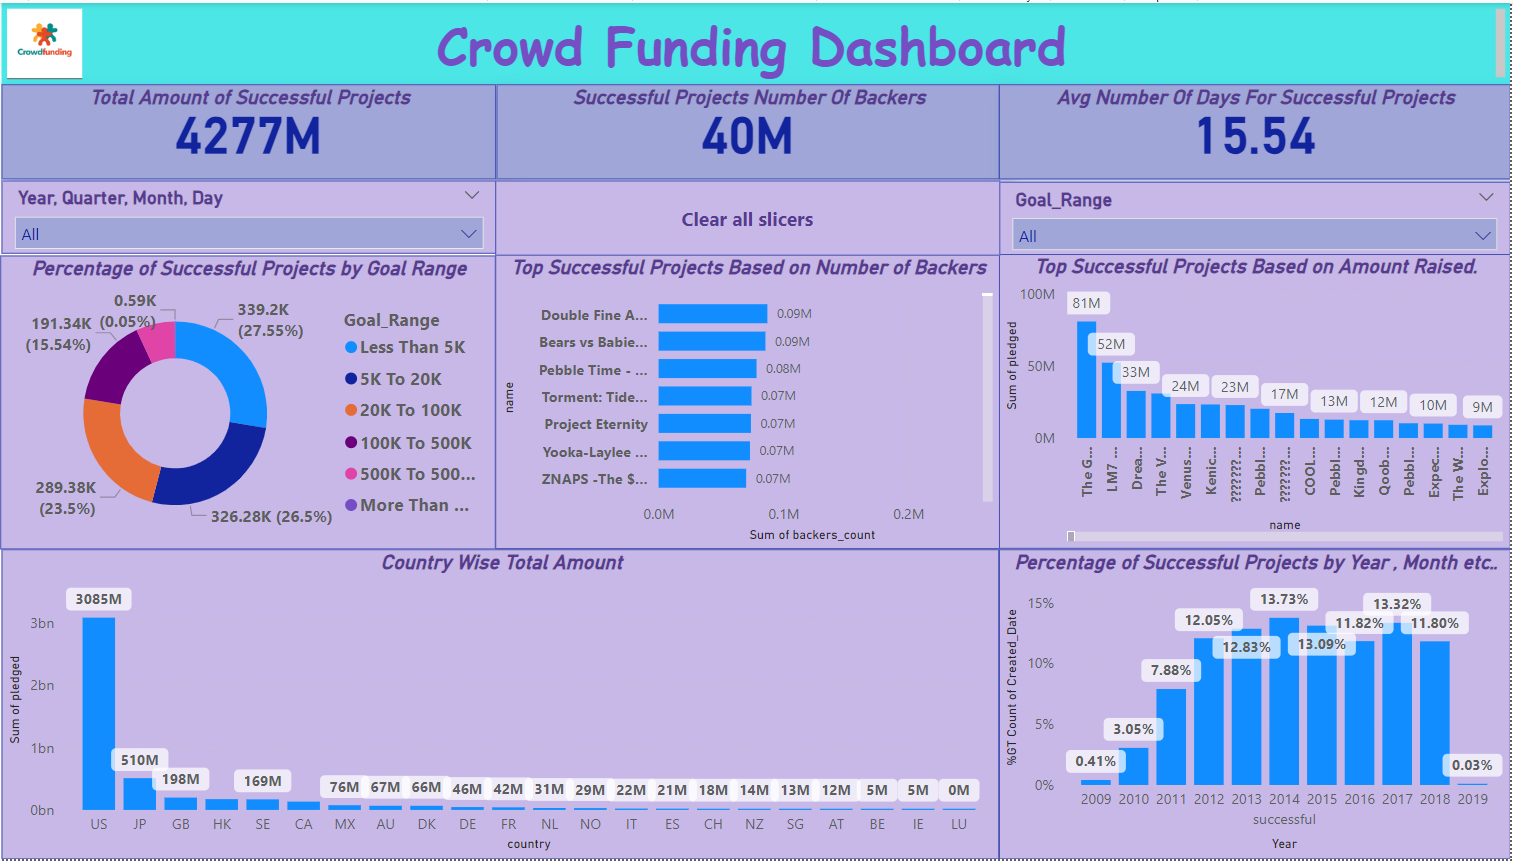 Crowdfunding
Crowd Funding Dashboard
Total Amount of Successful Projects
4277M
Successful Projects Number Of Backers
40M
Avg Number Of Days For Successful Projects
15.54
Year, Quarter, Month, Day
All
Clear all slicers
Goal_Range
All
Percentage of Successful Projects by Goal Range
0.59K
(0.05%)
191.34K
(15.54%)
339.2K
(27.55%)
289.38K
(23.5%)
326.28K (26.5%)
Goal_Range
Less Than 5K
5K To 20K
20K To 100K
100K To 500K
500K To 500...
More Than ...
Top Successful Projects Based on Number of Backers
name
Double Fine A... 0.09M
Bears vs Babie... 0.09M
Pebble Time - ... 0.08M
Torment: Tide... 0.07M
Project Eternity 0.07M
Yooka-Laylee ... 0.07M
ZNAPS -The $... 0.07M
0.0M 0.1M 0.2M
Sum of backers_count
Top Successful Projects Based on Amount Raised.
Sum of pledged
100M
50M
0M
81M
52M
33M
24M
23M
17M
13M
12M
10M
9M
The G...
LM7 ...
Drea...
The V...
Venus...
Kenic...
???????...
Pebbl...
???????...
COOL...
Pebbl...
Kingd...
Qoob...
Pebbl...
Expec...
The W...
Explo...
name
Country Wise Total Amount
Sum of pledged
3bn
2bn
1bn
0bn
3085M
510M
198M
169M
76M 67M 66M 46M 42M 31M 29M 22M 21M 18M 14M 13M 12M 5M 5M 0M
US JP GB HK SE CA MX AU DK DE FR NL NO IT ES CH NZ SG AT BE IE LU
country
Percentage of Successful Projects by Year , Month etc..
%GT Count of Created_Date
15%
10%
5%
0%
0.41%
3.05%
7.88%
12.05%
12.83%
13.73%
13.09%
11.82%
13.32%
11.80%
0.03%
2009 2010 2011 2012 2013 2014 2015 2016 2017 2018 2019
successful
Year